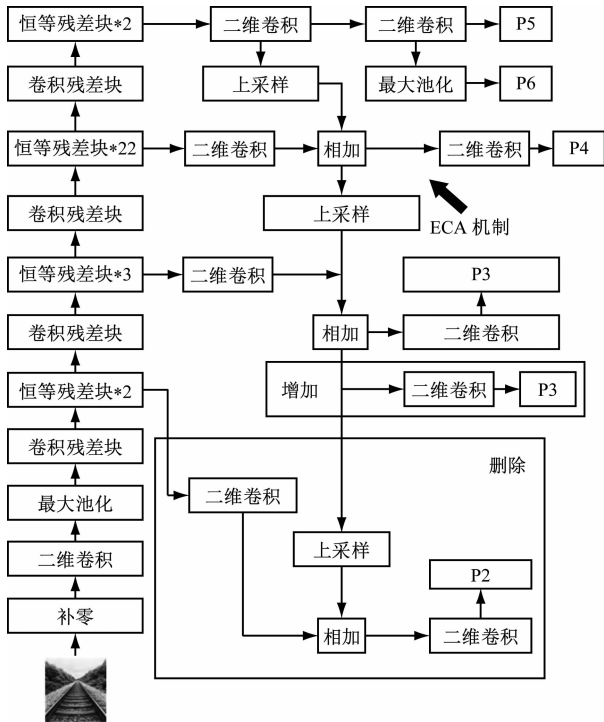 恒等残差块*2
二维卷积
二维卷积
P5
卷积残差块
上采样
最大池化
P6
恒等残差块*22
二维卷积
相加
二维卷积
P4
卷积残差块
上采样
ECA 机制
恒等残差块*3
二维卷积
P3
卷积残差块
相加
二维卷积
恒等残差块*2
增加
二维卷积
P3
卷积残差块
删除
最大池化
二维卷积
二维卷积
上采样
P2
补零
相加
二维卷积